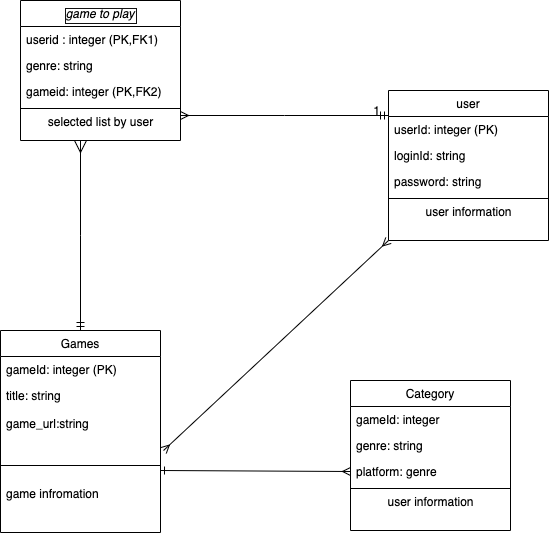 game to play
userid : integer (PK,FK1)
genre: string
gameid: integer (PK,FK2)
selected list by user
1
user
userId: integer (PK)
loginId: string
password: string
user information
Games
gameId: integer (PK)
title: string
game_url:string
game infromation
Category
gameId: integer
genre: string
platform: genre
user information